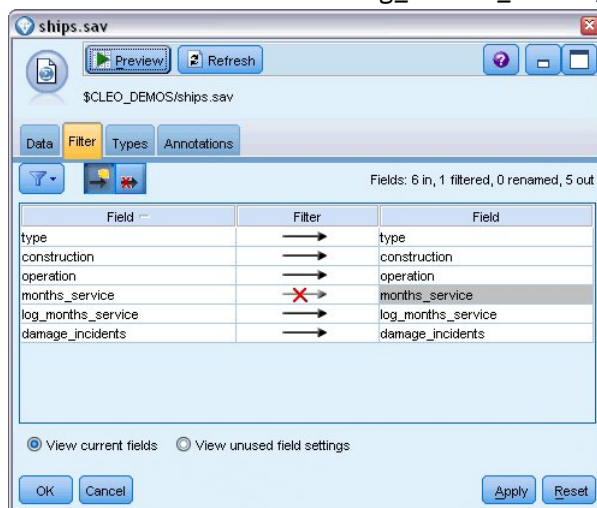 ships.sav
Preview Refresh
$CLEO_DEMOS/ships.sav
Data Filter Types Annotations
Fields: 6 in, 1 filtered, 0 renamed, 5 out
Field Filter Field
type type
construction construction
operation operation
months_service months_service
log_months_service log_months_service
damage_incidents damage_incidents
View current fields View unused field settings
OK Cancel Apply Reset